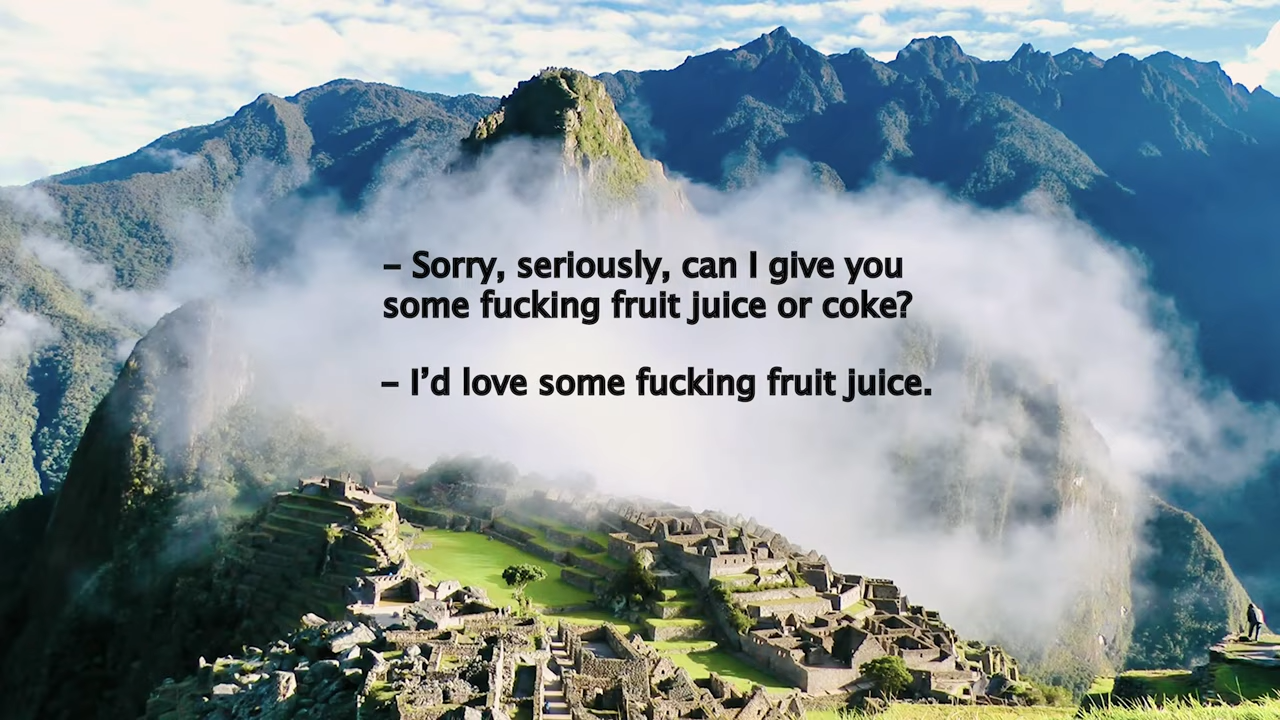 – Sorry, seriously, can I give you
some fucking fruit juice or coke?
– I’d love some fucking fruit juice.